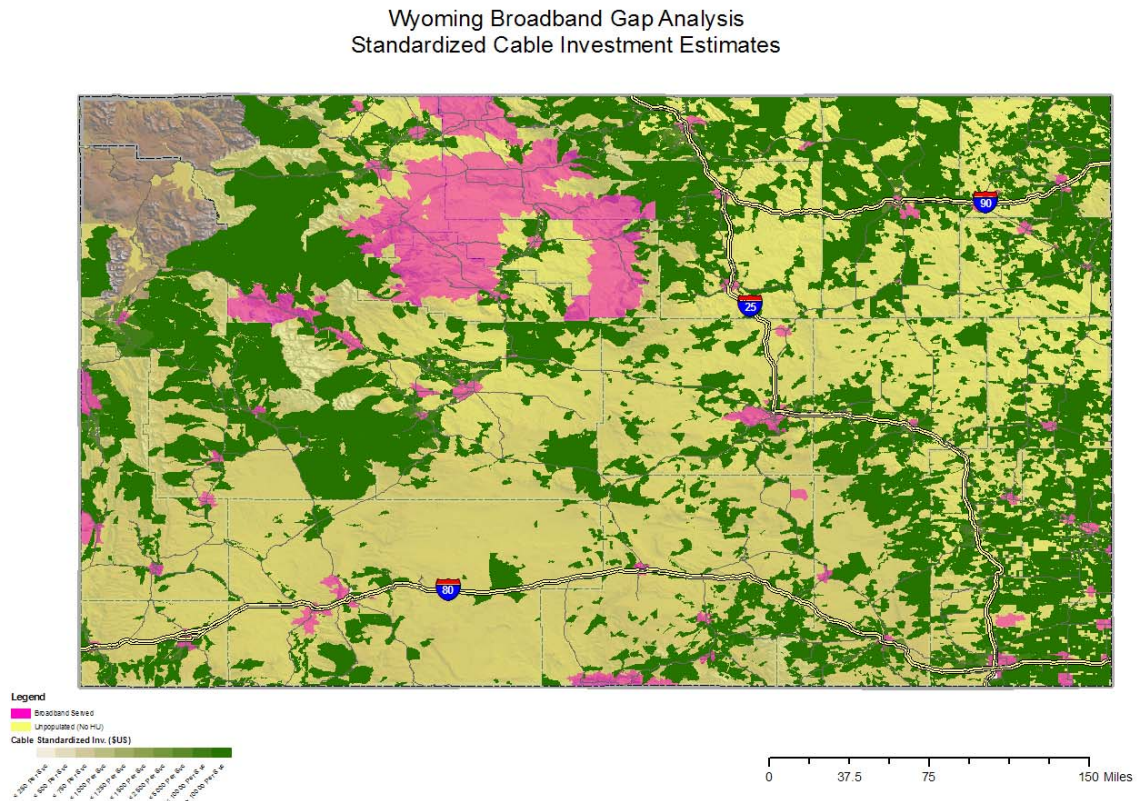 Wyoming Broadband Gap Analysis
Standardized Cable Investment Estimates
90
25
80
Legend
Broadband Served
Unpopulated (No HU)
Cable Standardized Inv. ($US)
0 37.5 75 150 Miles